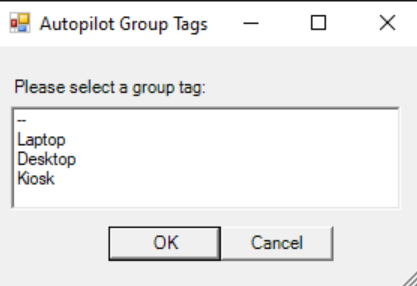 Autopilot Group Tags
Please select a group tag:
--
Laptop
Desktop
Kiosk
OK
Cancel